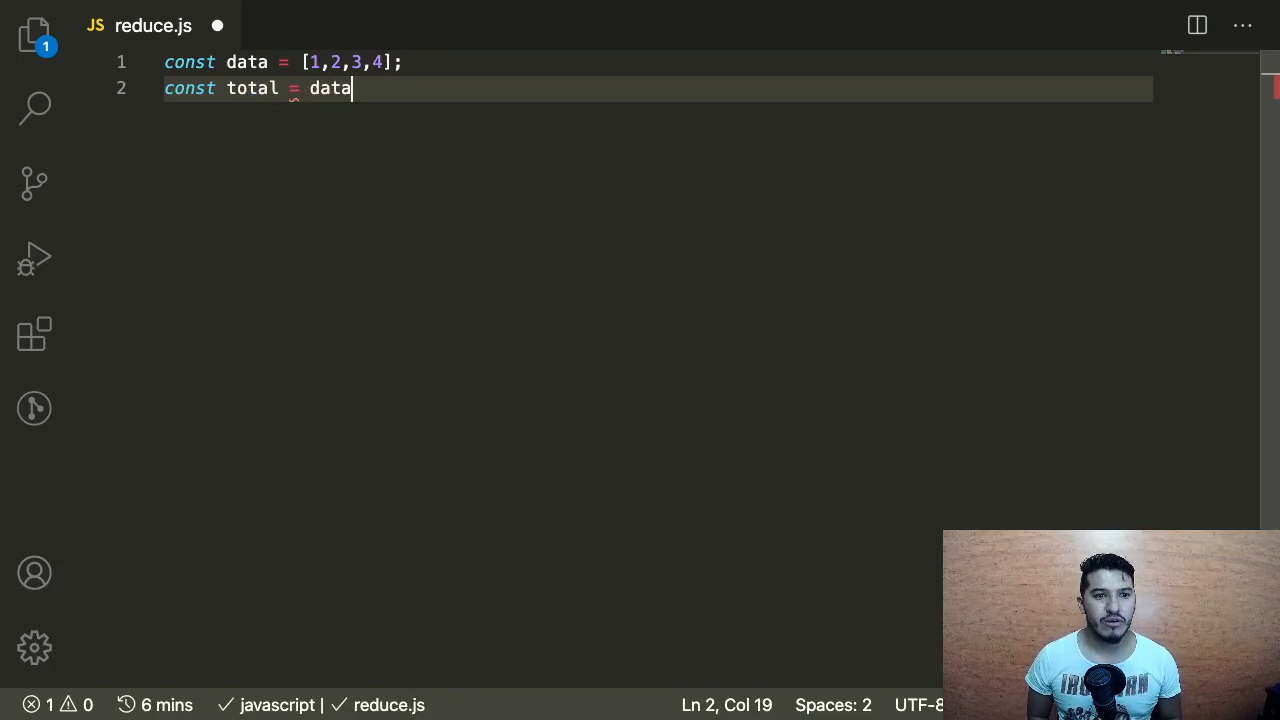 JS reduce.js
1
1 const data = [1,2,3,4];
2 const total = data
1 0 6 mins javascript | reduce.js Ln 2, Col 19 Spaces: 2 UTF-8